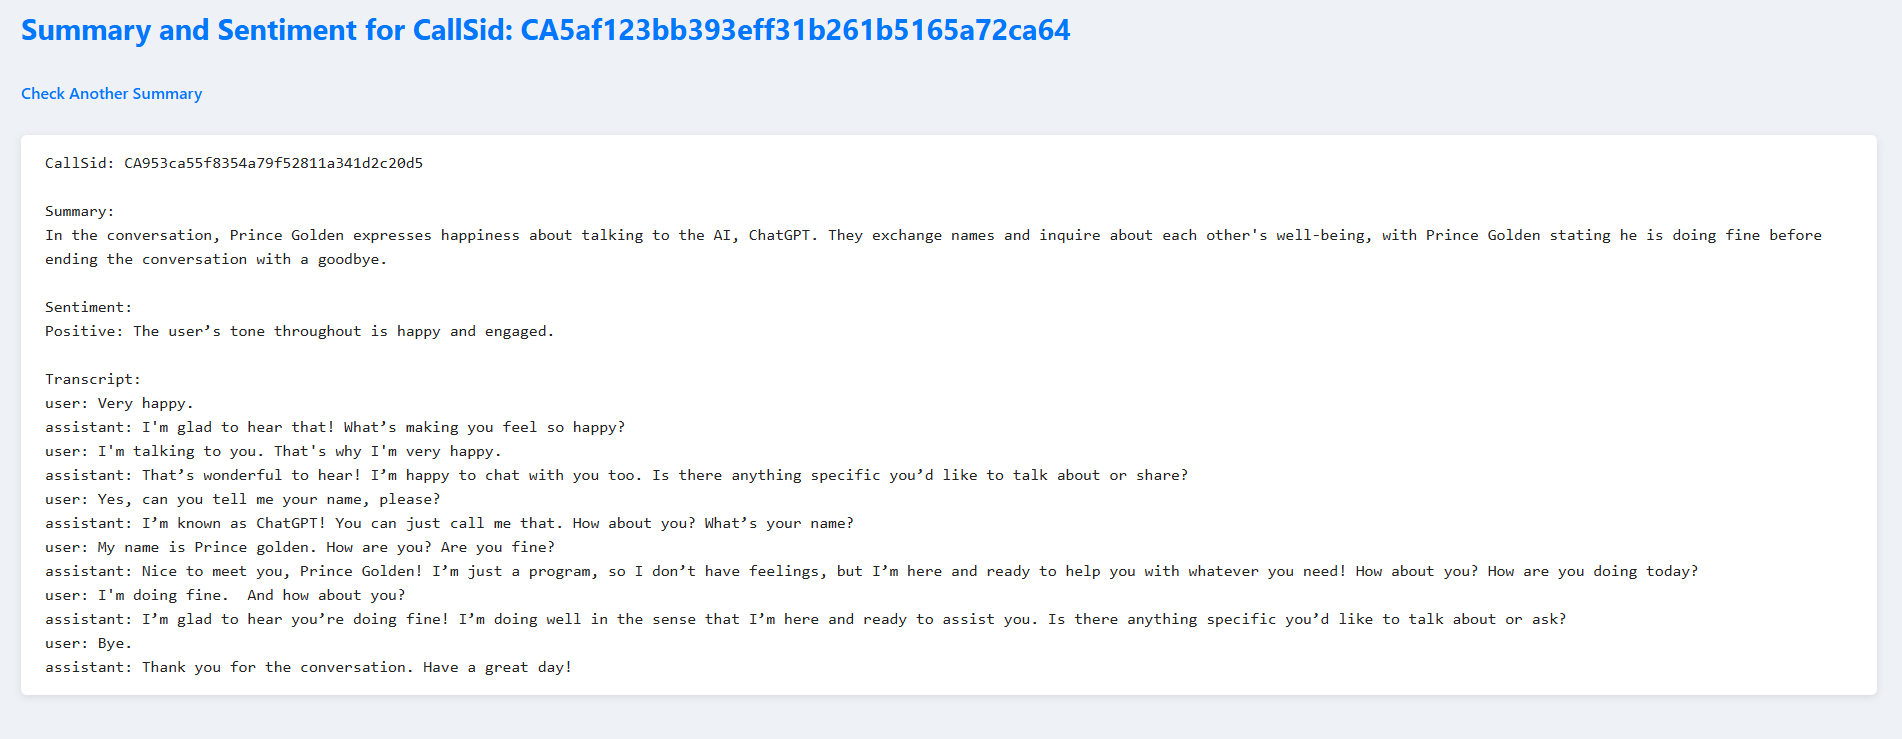 Summary and Sentiment for CallSid: CA5af123bb393eff31b261b5165a72ca64
Check Another Summary
CallSid: CA953ca55f8354a79f52811a341d2c20d5
Summary:
In the conversation, Prince Golden expresses happiness about talking to the AI, ChatGPT. They exchange names and inquire about each other's well-being, with Prince Golden stating he is doing fine before
ending the conversation with a goodbye.
Sentiment:
Positive: The user’s tone throughout is happy and engaged.
Transcript:
user: Very happy.
assistant: I'm glad to hear that! What’s making you feel so happy?
user: I'm talking to you. That's why I'm very happy.
assistant: That’s wonderful to hear! I’m happy to chat with you too. Is there anything specific you’d like to talk about or share?
user: Yes, can you tell me your name, please?
assistant: I’m known as ChatGPT! You can just call me that. How about you? What’s your name?
user: My name is Prince golden. How are you? Are you fine?
assistant: Nice to meet you, Prince Golden! I’m just a program, so I don’t have feelings, but I’m here and ready to help you with whatever you need! How about you? How are you doing today?
user: I'm doing fine.  And how about you?
assistant: I’m glad to hear you’re doing fine! I’m doing well in the sense that I’m here and ready to assist you. Is there anything specific you’d like to talk about or ask?
user: Bye.
assistant: Thank you for the conversation. Have a great day!